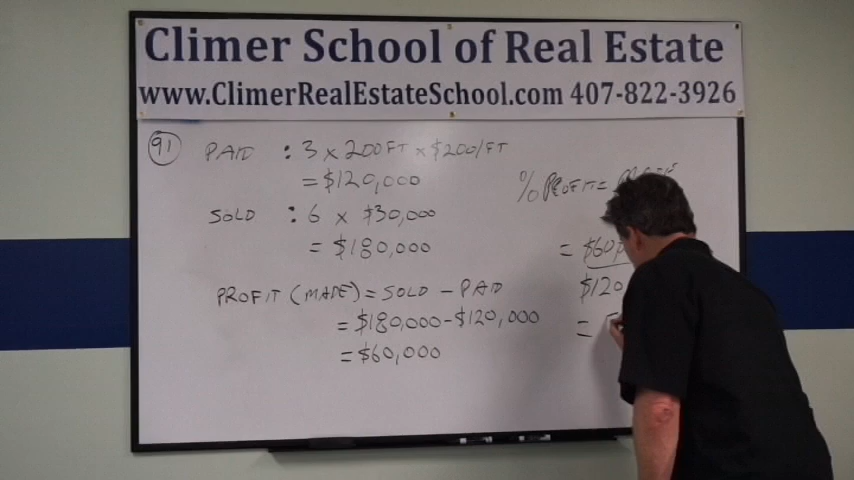 Climer School of Real Estate
www.ClimerRealEstateSchool.com 407-822-3926
91 PAID : 3 x 200FT x $200/FT
= $120,000
SOLD : 6 x $30,000
= $180,000
PROFIT (MADE) = SOLD - PAID
= $180,000 - $120,000
= $60,000
% PROFIT =
= $60
$120
=